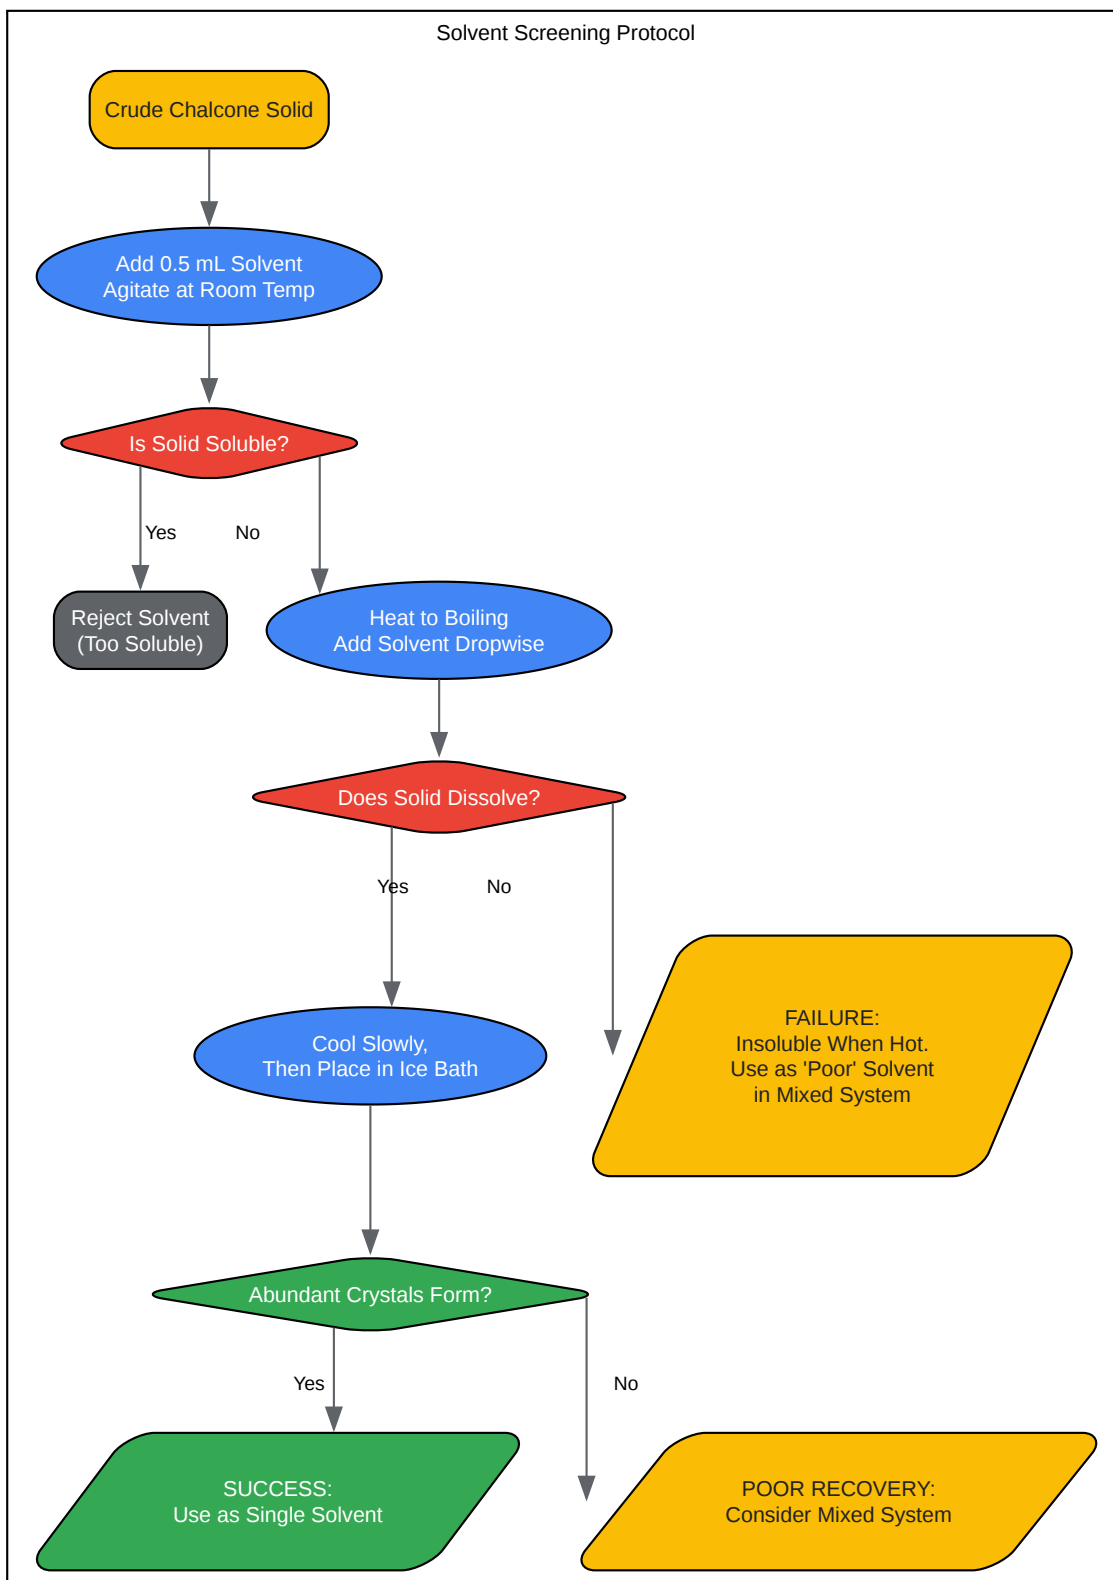 Solvent Screening Protocol
Crude Chalcone Solid
Add 0.5 mL Solvent
Agitate at Room Temp
Is Solid Soluble?
Yes
No
Reject Solvent
(Too Soluble)
Heat to Boiling
Add Solvent Dropwise
Does Solid Dissolve?
Yes
No
FAILURE:
Insoluble When Hot.
Use as 'Poor' Solvent
in Mixed System
Cool Slowly,
Then Place in Ice Bath
Abundant Crystals Form?
Yes
No
SUCCESS:
Use as Single Solvent
POOR RECOVERY:
Consider Mixed System